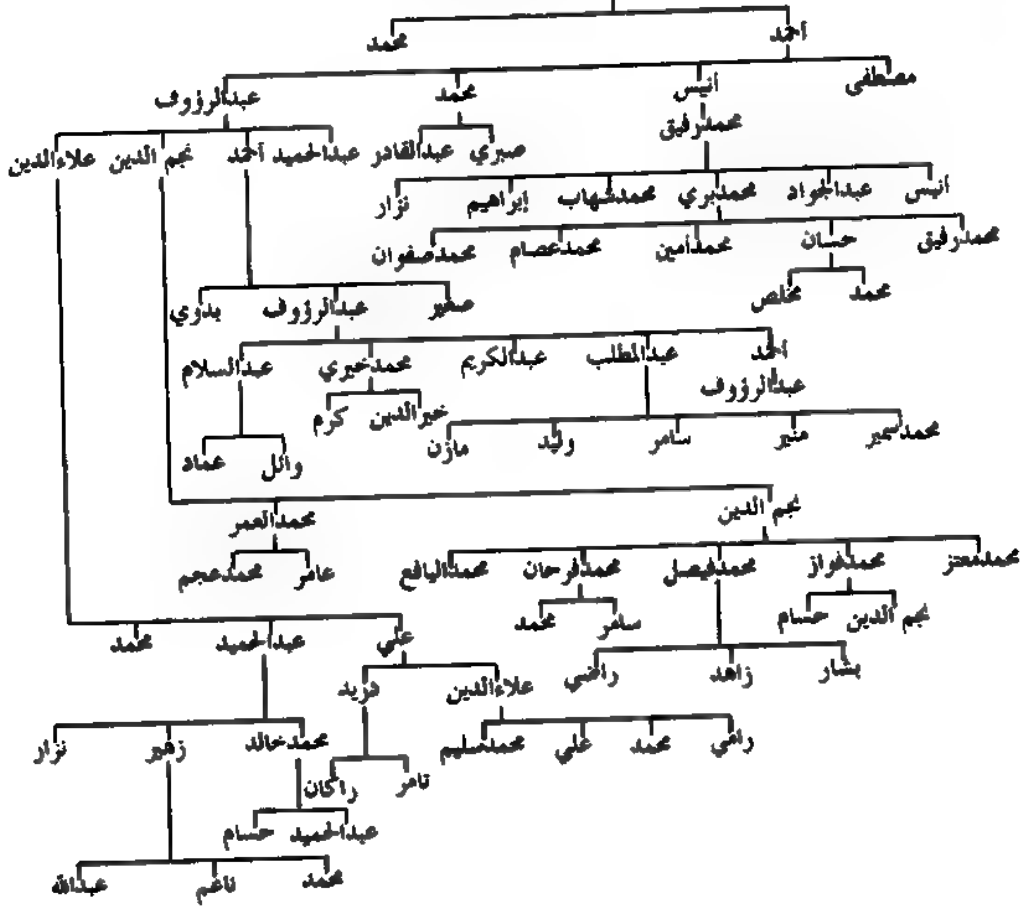 أحمد محمد
مصطفى أنيس محمد عبدالرؤوف
محمدرفيق
صبري عبدالقادر عبدالحميد أحمد نجم الدين علاءالدين
أنيس عبدالجواد محمدبري محمدشهاب إبراهيم نزار
محمدرفيق حسان محمدأمين محمدعصام محمدصفوان
محمد مخلص
صغير عبدالرؤوف بدوي
أحمد عبدالمطلب عبدالكريم محمدخيري عبدالسلام
عبدالرؤوف
خيرالدين كرم
محمدسمير منير سامر وليد مازن
وائل عماد
نجم الدين محمدالعمر
محمدمعتز محمدفواز محمدفيصل محمدفرحان محمداليافع
عامر محمدعجم
نجم الدين حسام سامر محمد
علي عبدالحميد محمد
بشار زاهد راضي
علاءالدين دريد
رامي محمد علي محمدسليم
محمدخالد زهير نزار
تامر راكان
عبدالحميد حسام
محمد ناعم عبدالله